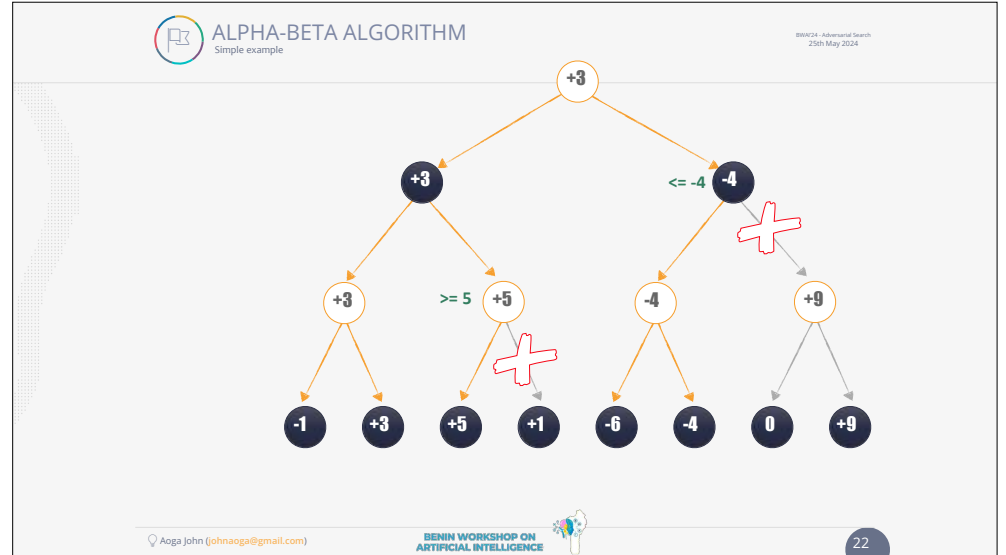 ALPHA-BETA ALGORITHM
Simple example
BWAI'24 - Adversarial Search
25th May 2024
+3
+3
<= -4
-4
+3
>= 5
+5
-4
+9
-1
+3
+5
+1
-6
-4
0
+9
Aoga John (johnaoga@gmail.com)
BENIN WORKSHOP ON
ARTIFICIAL INTELLIGENCE
22